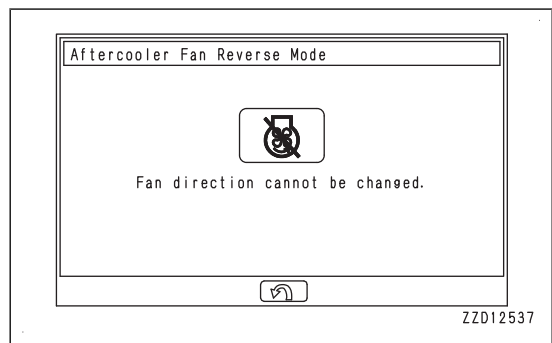 Aftercooler Fan Reverse Mode
Fan direction cannot be changed.
ZZD12537